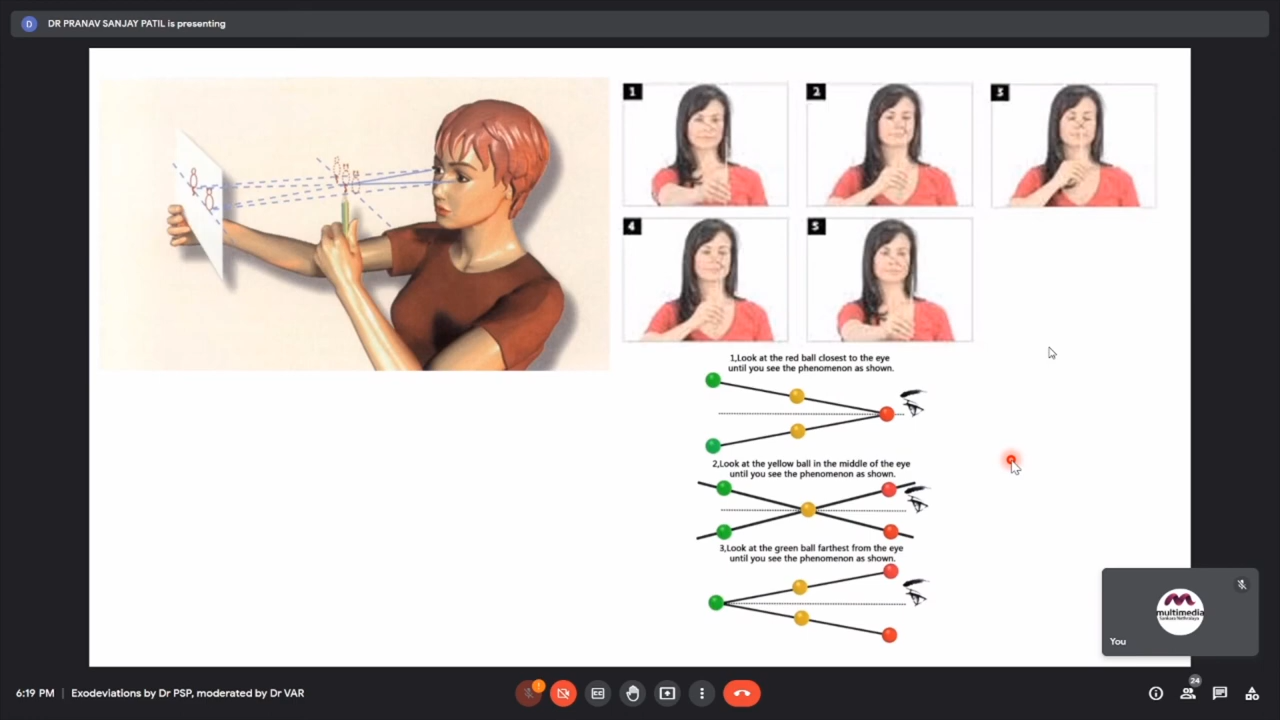 D
DR PRANAV SANJAY PATIL is presenting
1
2
3
4
5
1,Look at the red ball closest to the eye
until you see the phenomenon as shown.
2,Look at the yellow ball in the middle of the eye
until you see the phenomenon as shown.
3,Look at the green ball farthest from the eye
until you see the phenomenon as shown.
multimedia
You
6:19 PM | Exodeviations by Dr PSP, moderated by Dr VAR
24